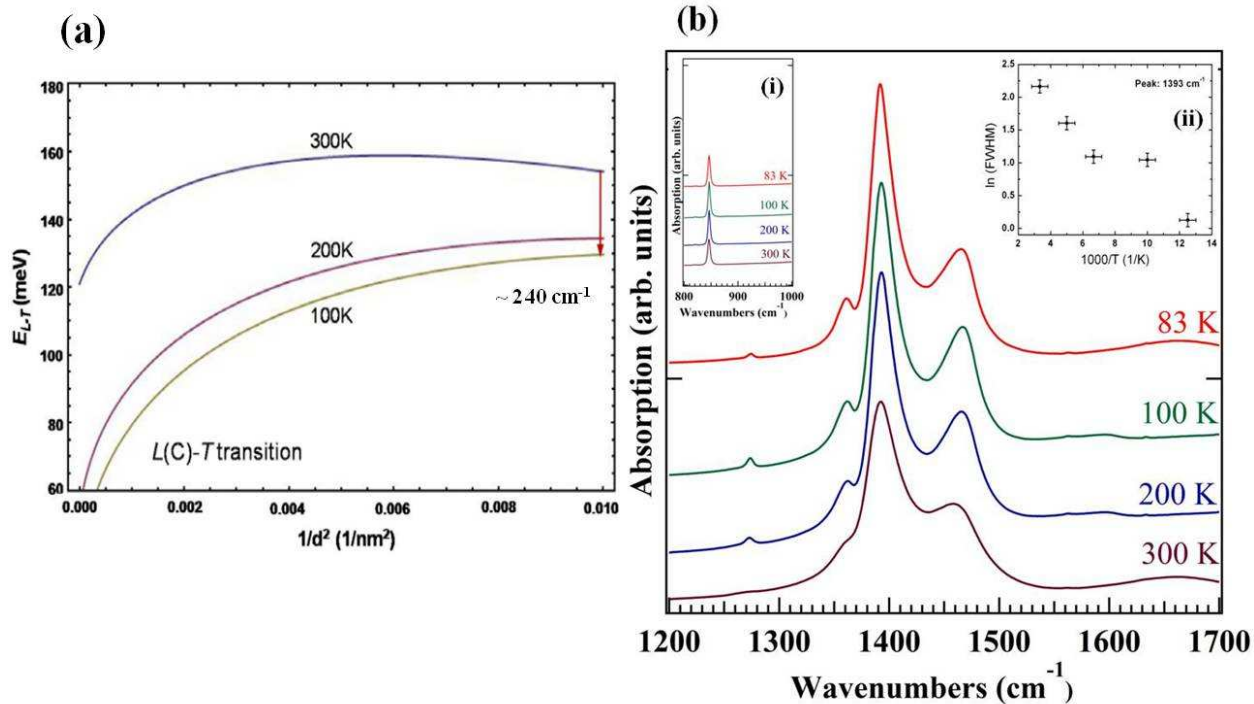 (a)
180
160
140
120
100
80
60
E_{L-T} (meV)
300K
200K
100K
~ 240 cm⁻¹
L(C)-T transition
0.000 0.002 0.004 0.006 0.008 0.010
1/d² (1/nm²)
(b)
Absorption (arb. units)
(i)
Absorption (arb. units)
83 K
100 K
200 K
300 K
800 900 1000
Wavenumbers (cm⁻¹)
(ii)
Peak: 1393 cm⁻¹
ln (FWHM)
2.5
2.0
1.5
1.0
0.5
0.0
2 4 6 8 10 12 14
1000/T (1/K)
83 K
100 K
200 K
300 K
1200 1300 1400 1500 1600 1700
Wavenumbers (cm⁻¹)